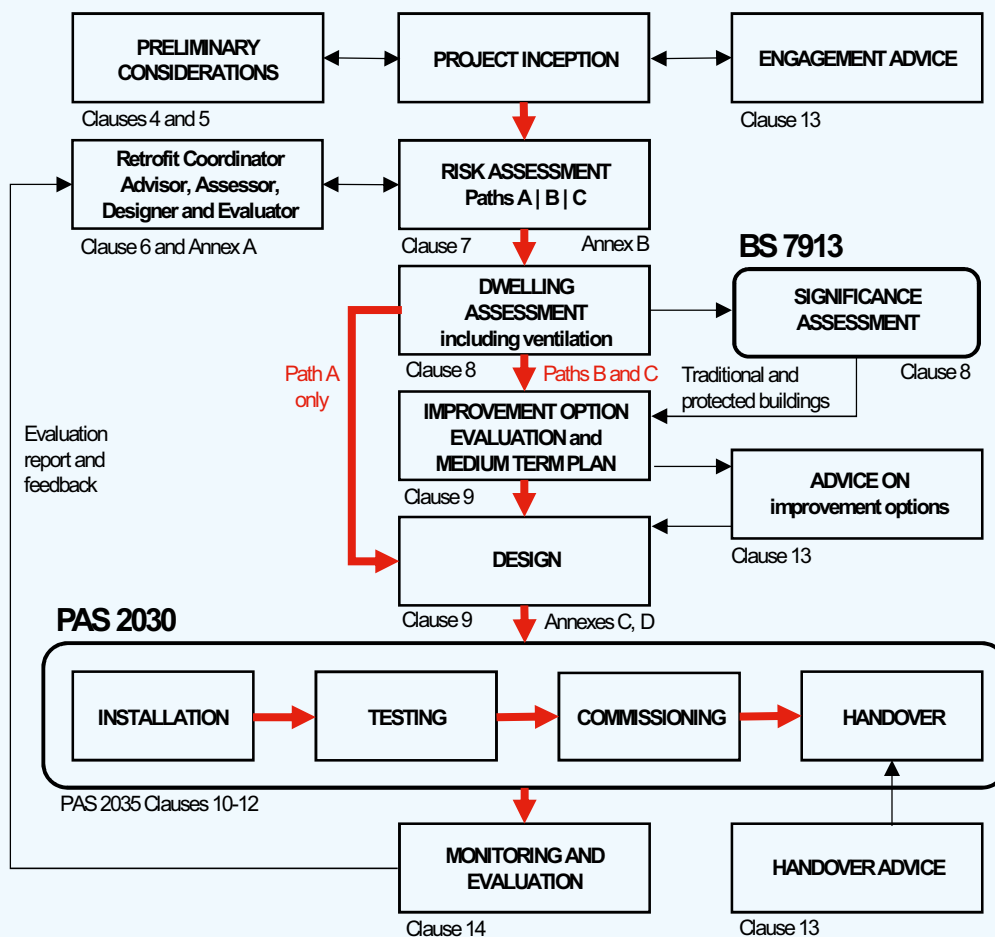 PRELIMINARY
CONSIDERATIONS
PROJECT INCEPTION
ENGAGEMENT ADVICE
Clauses 4 and 5
Clause 13
Retrofit Coordinator
Advisor, Assessor,
Designer and Evaluator
RISK ASSESSMENT
Paths A | B | C
Clause 6 and Annex A
Clause 7
Annex B
BS 7913
DWELLING
ASSESSMENT
including ventilation
SIGNIFICANCE
ASSESSMENT
Path A
only
Clause 8
Paths B and C
Traditional and
protected buildings
Clause 8
Evaluation
report and
feedback
IMPROVEMENT OPTION
EVALUATION and
MEDIUM TERM PLAN
ADVICE ON
improvement options
Clause 9
Clause 13
DESIGN
Clause 9
Annexes C, D
PAS 2030
INSTALLATION
TESTING
COMMISSIONING
HANDOVER
PAS 2035 Clauses 10-12
MONITORING AND
EVALUATION
HANDOVER ADVICE
Clause 14
Clause 13